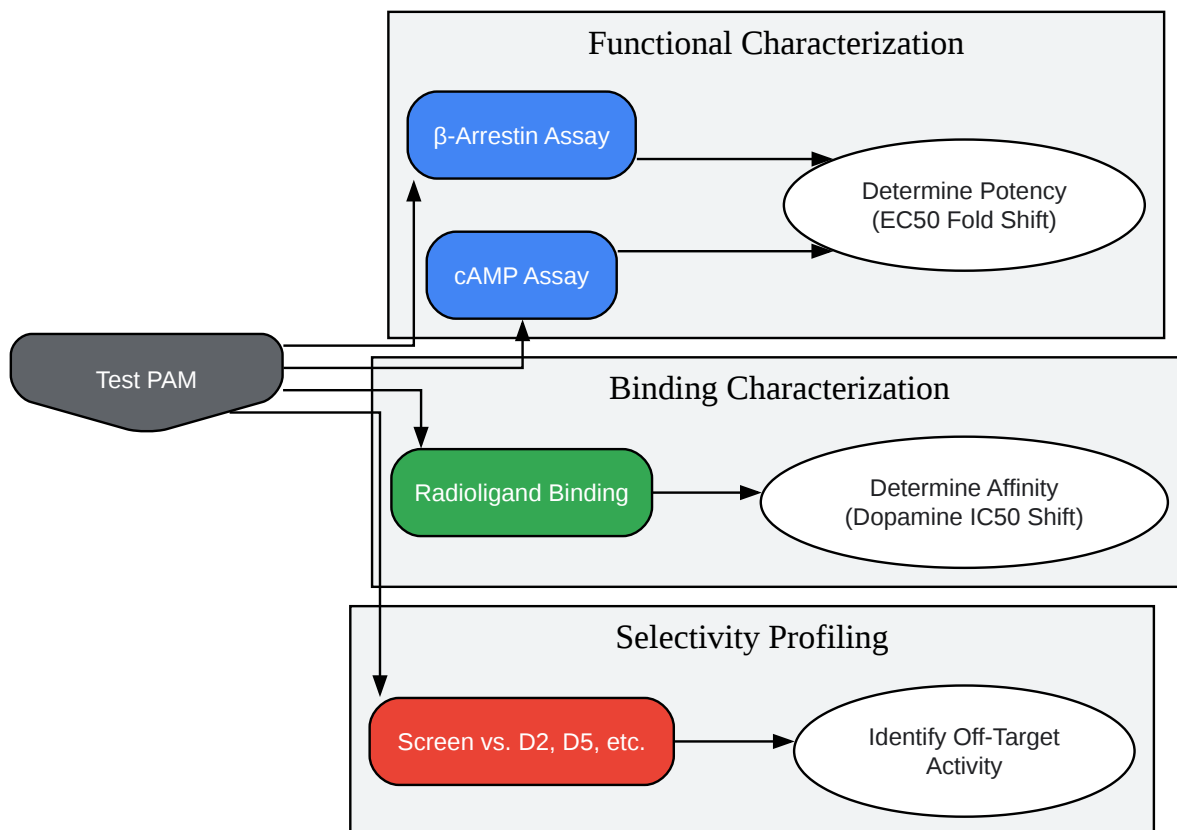 Functional Characterization
β-Arrestin Assay
Determine Potency
(EC50 Fold Shift)
cAMP Assay
Test PAM
Binding Characterization
Radioligand Binding
Determine Affinity
(Dopamine IC50 Shift)
Selectivity Profiling
Screen vs. D2, D5, etc.
Identify Off-Target
Activity